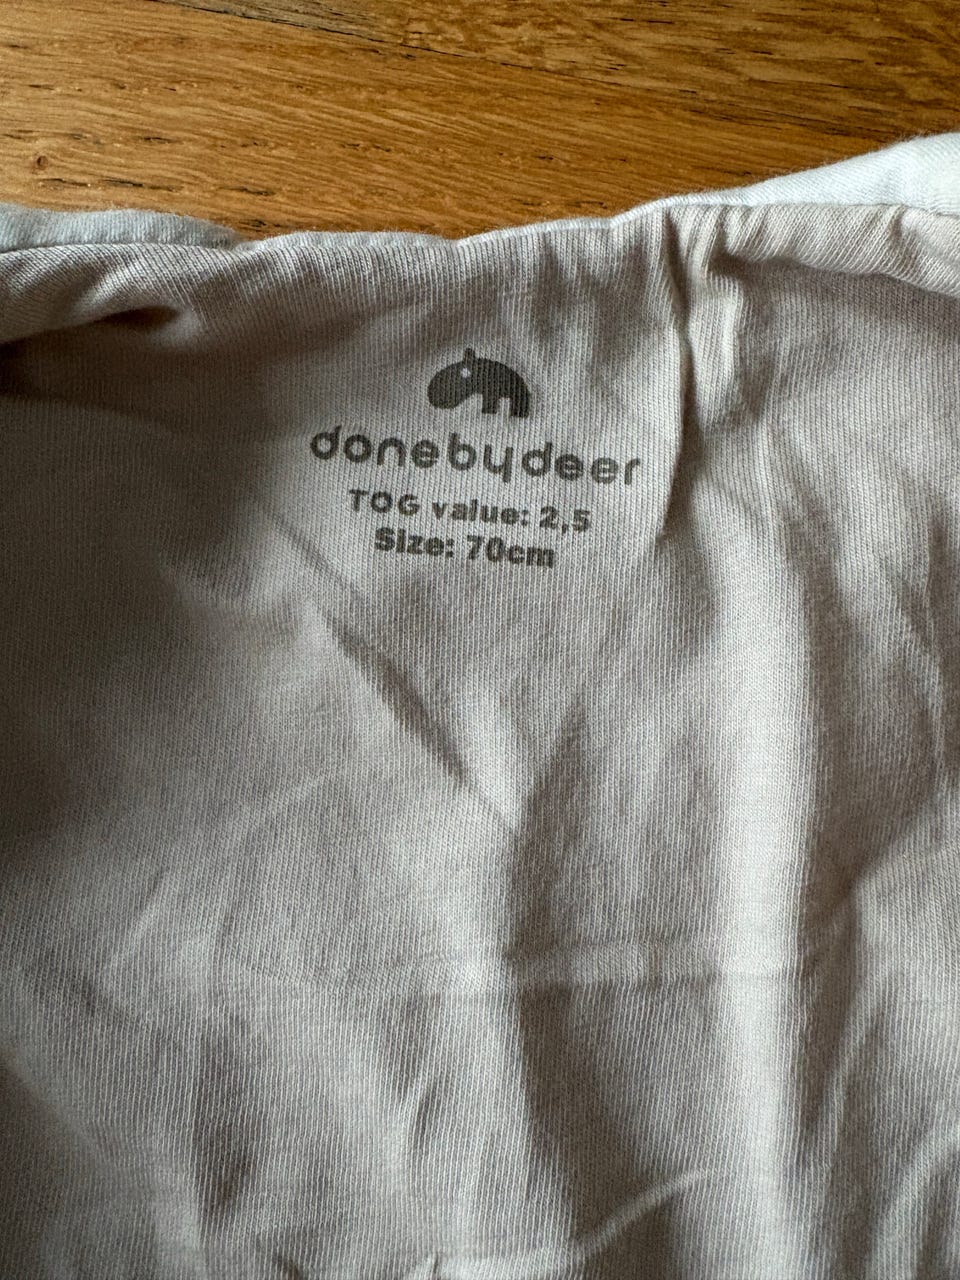 donebydeer
TOG value: 2,5
Size: 70cm